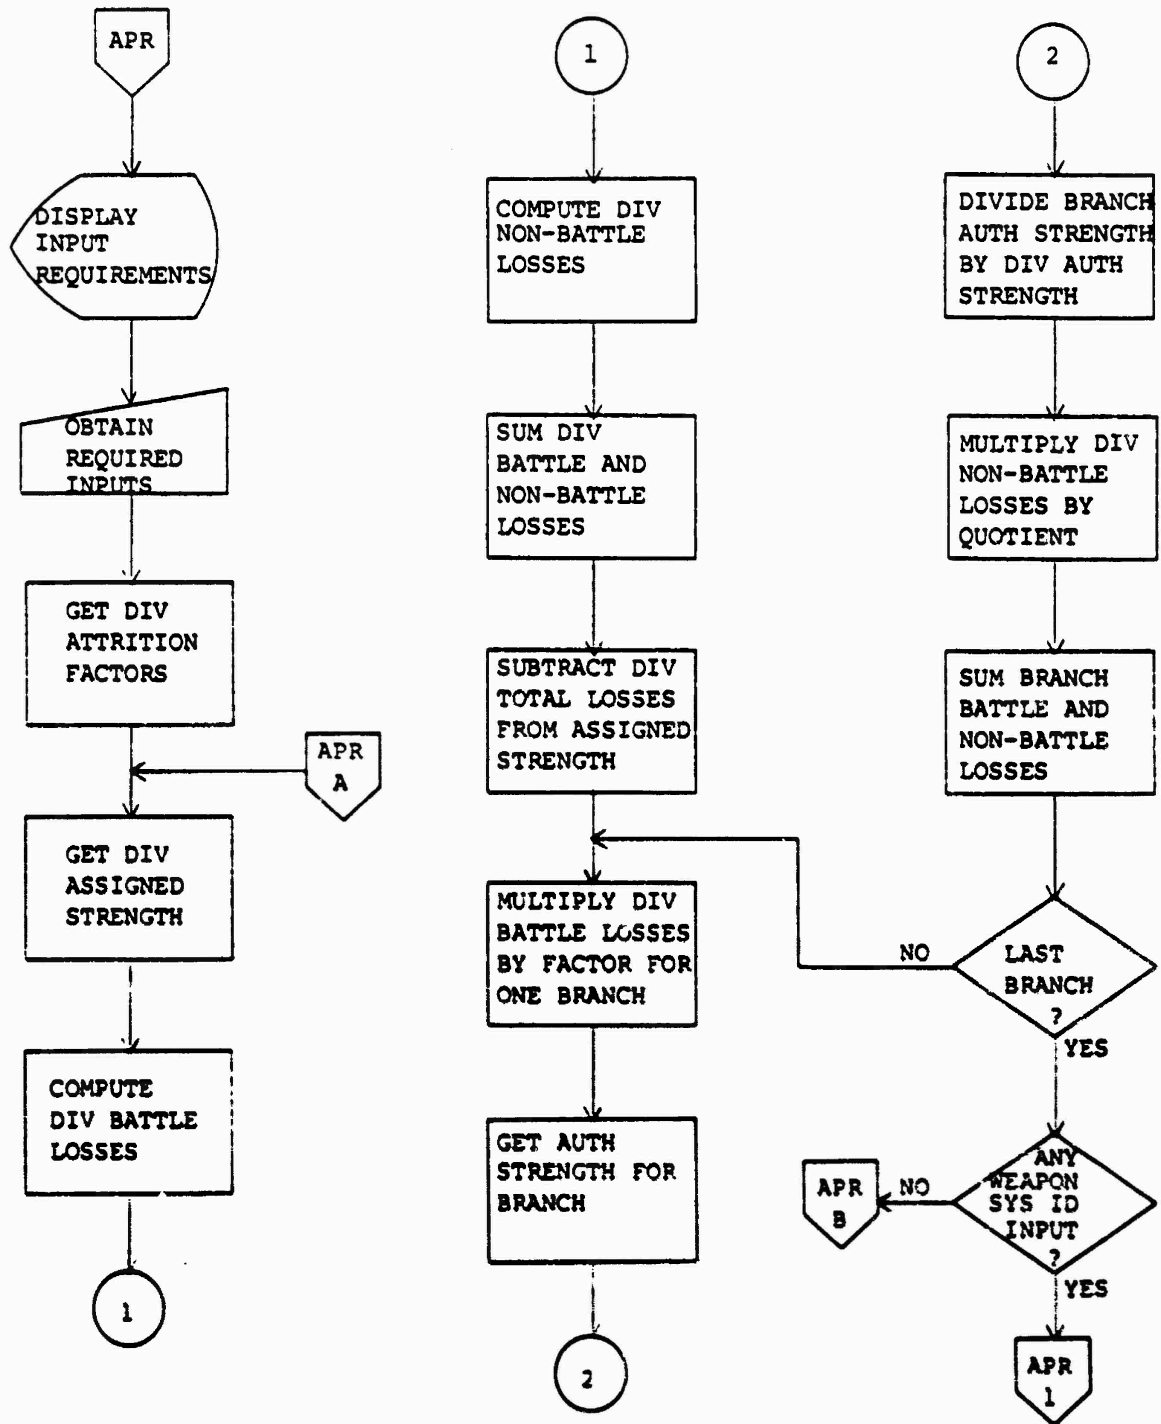 APR
DISPLAY
INPUT
REQUIREMENTS
OBTAIN
REQUIRED
INPUTS
GET DIV
ATTRITION
FACTORS
APR
A
GET DIV
ASSIGNED
STRENGTH
COMPUTE
DIV BATTLE
LOSSES
1
1
COMPUTE DIV
NON-BATTLE
LOSSES
SUM DIV
BATTLE AND
NON-BATTLE
LOSSES
SUBTRACT DIV
TOTAL LOSSES
FROM ASSIGNED
STRENGTH
MULTIPLY DIV
BATTLE LOSSES
BY FACTOR FOR
ONE BRANCH
GET AUTH
STRENGTH FOR
BRANCH
2
2
DIVIDE BRANCH
AUTH STRENGTH
BY DIV AUTH
STRENGTH
MULTIPLY DIV
NON-BATTLE
LOSSES BY
QUOTIENT
SUM BRANCH
BATTLE AND
NON-BATTLE
LOSSES
LAST
BRANCH
?
NO
YES
ANY
WEAPON
SYS ID
INPUT
?
NO
APR
B
YES
APR
1